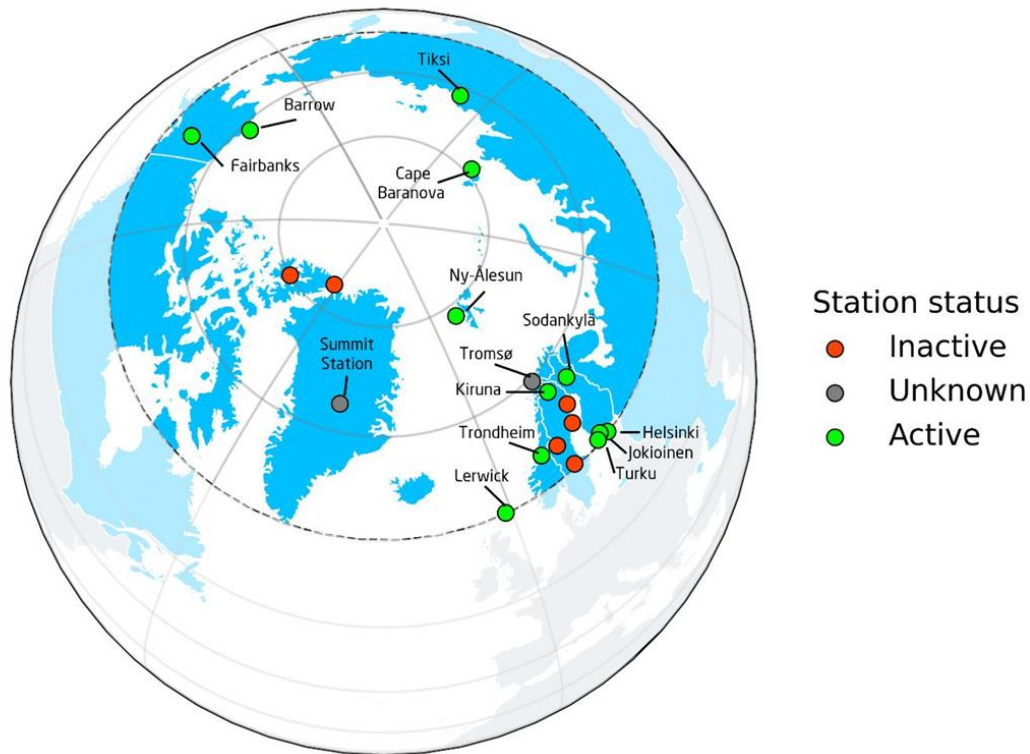 Tiksi
Barrow
Fairbanks
Cape
Baranova
Ny-Ålesun
Sodankylä
Summit
Station
Tromsø
Kiruna
Trondheim
Helsinki
Jokioinen
Turku
Lerwick
Station status
Inactive
Unknown
Active